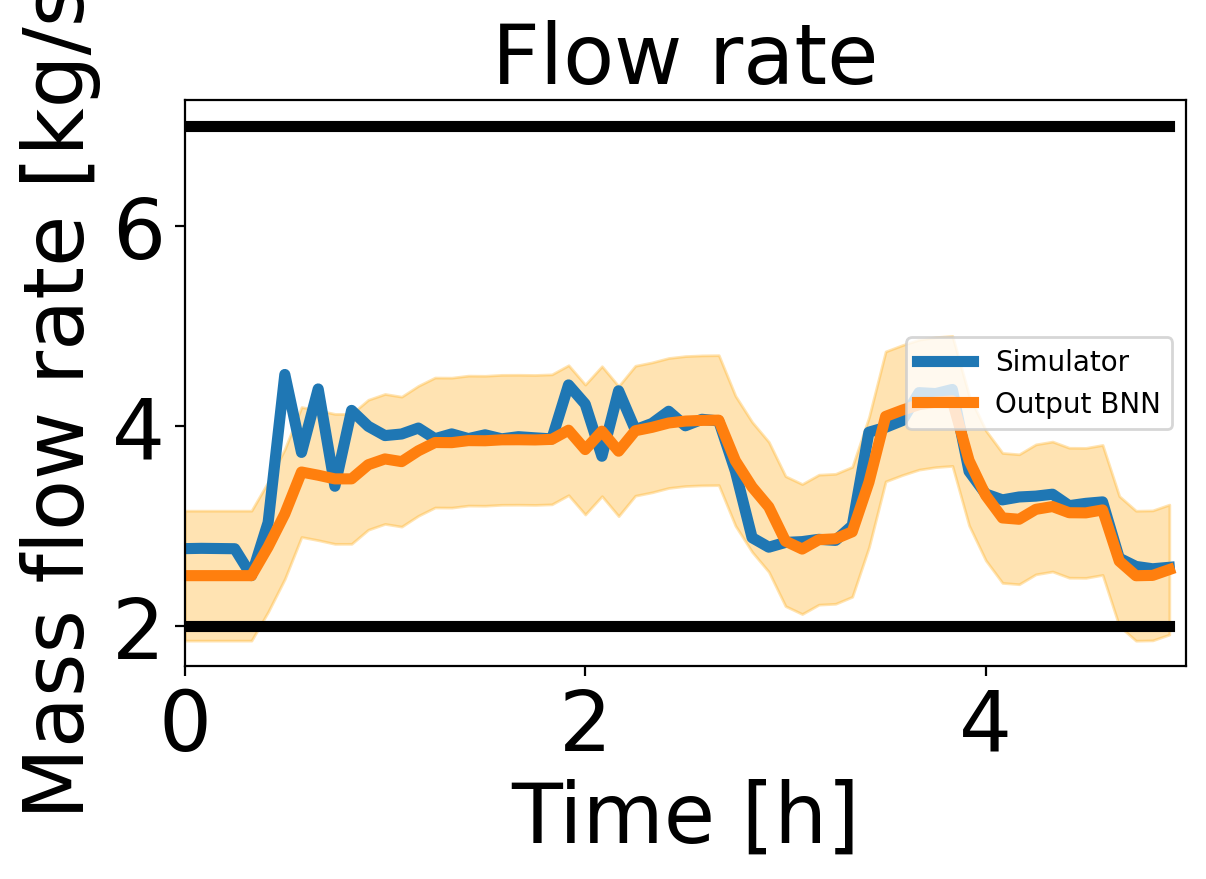 Flow rate
Mass flow rate [kg/s
6
4
2
0
2
4
Time [h]
Simulator
Output BNN